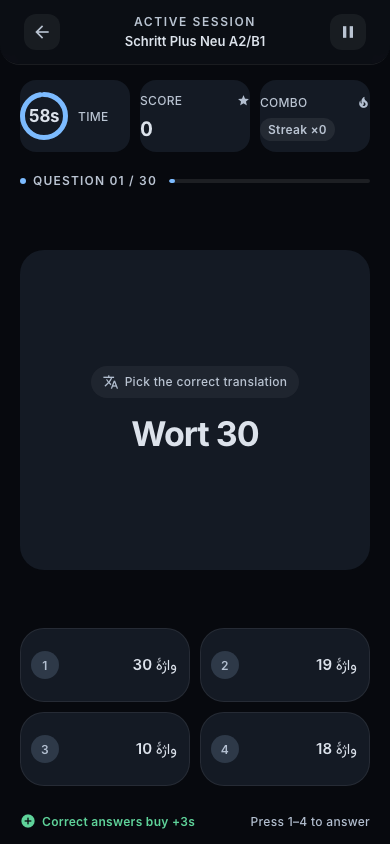 ACTIVE SESSION
Schritt Plus Neu A2/B1
58s
TIME
SCORE
0
COMBO
Streak ×0
QUESTION 01 / 30
Pick the correct translation
Wort 30
1
واژهٔ 30
2
واژهٔ 19
3
واژهٔ 10
4
واژهٔ 18
Correct answers buy +3s
Press 1–4 to answer